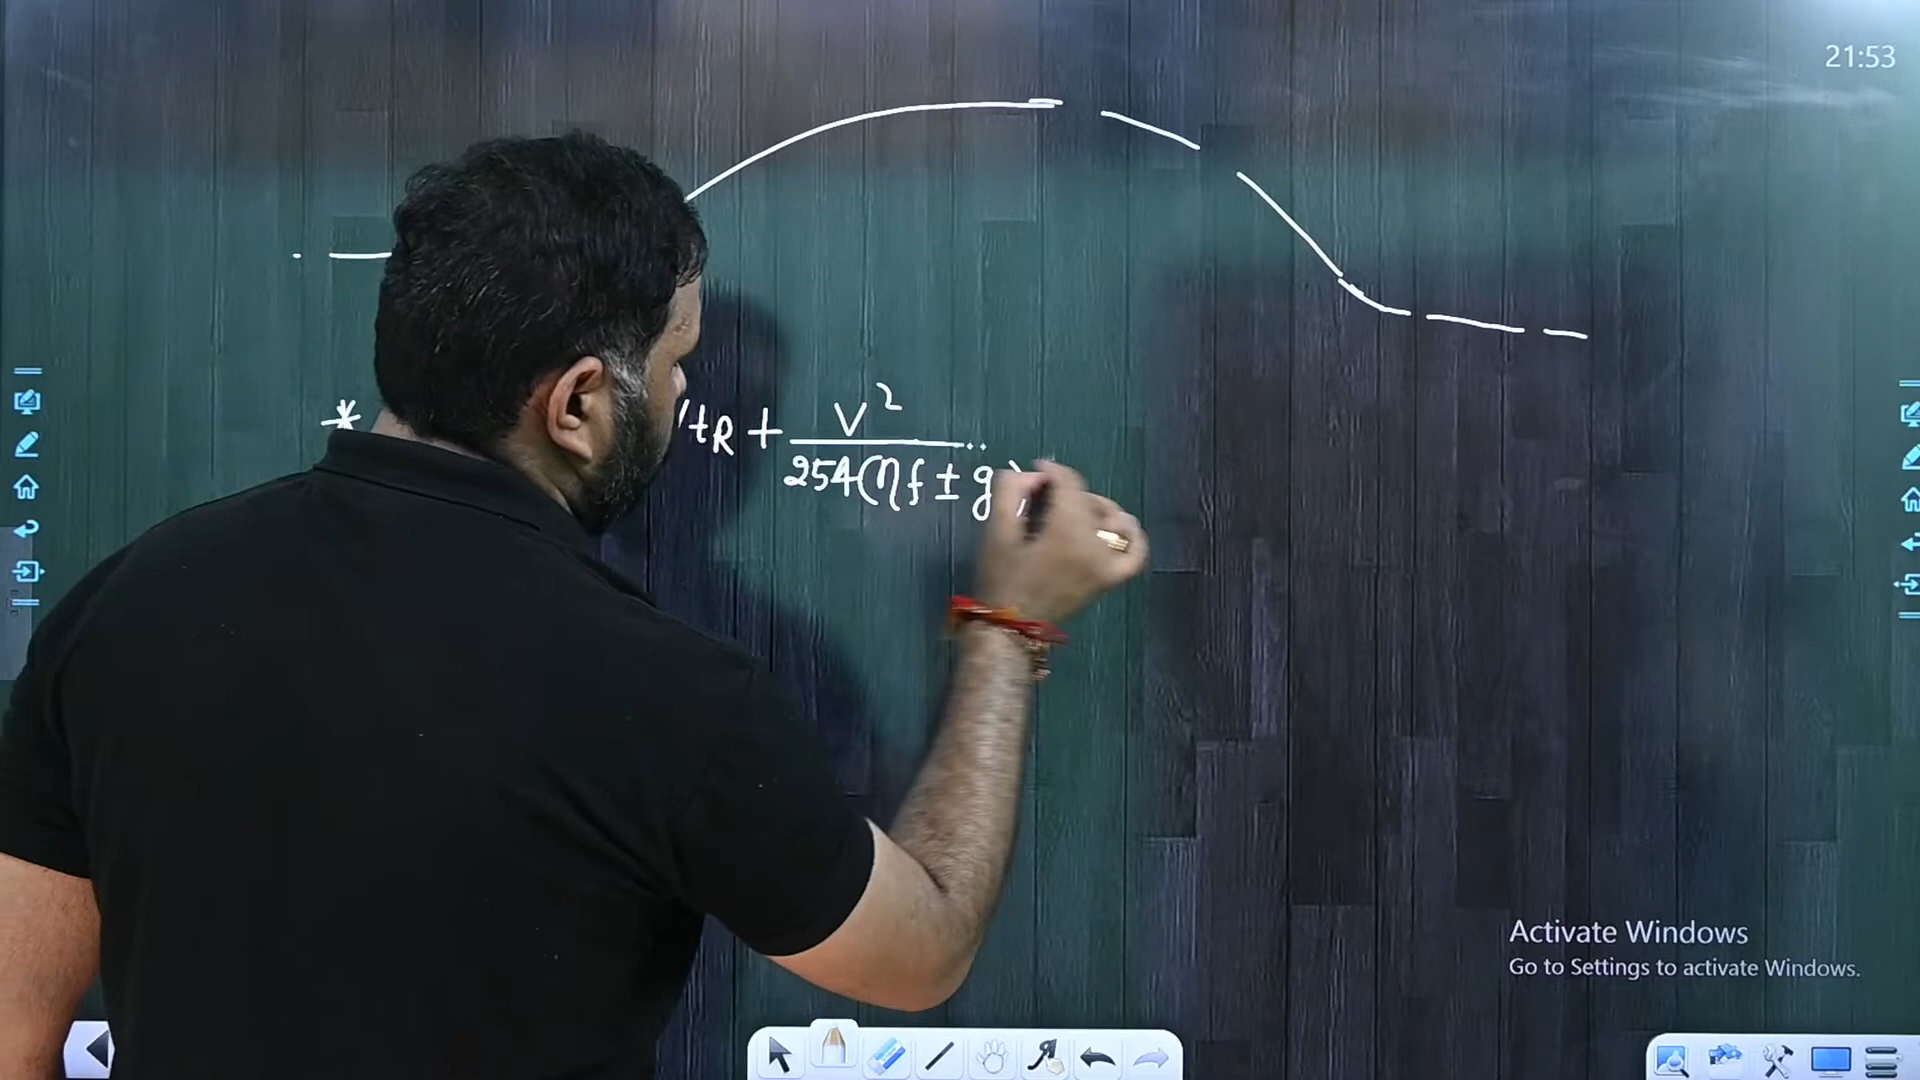 21:53
* tR + V²
254(ηf ± g)
Activate Windows
Go to Settings to activate Windows.